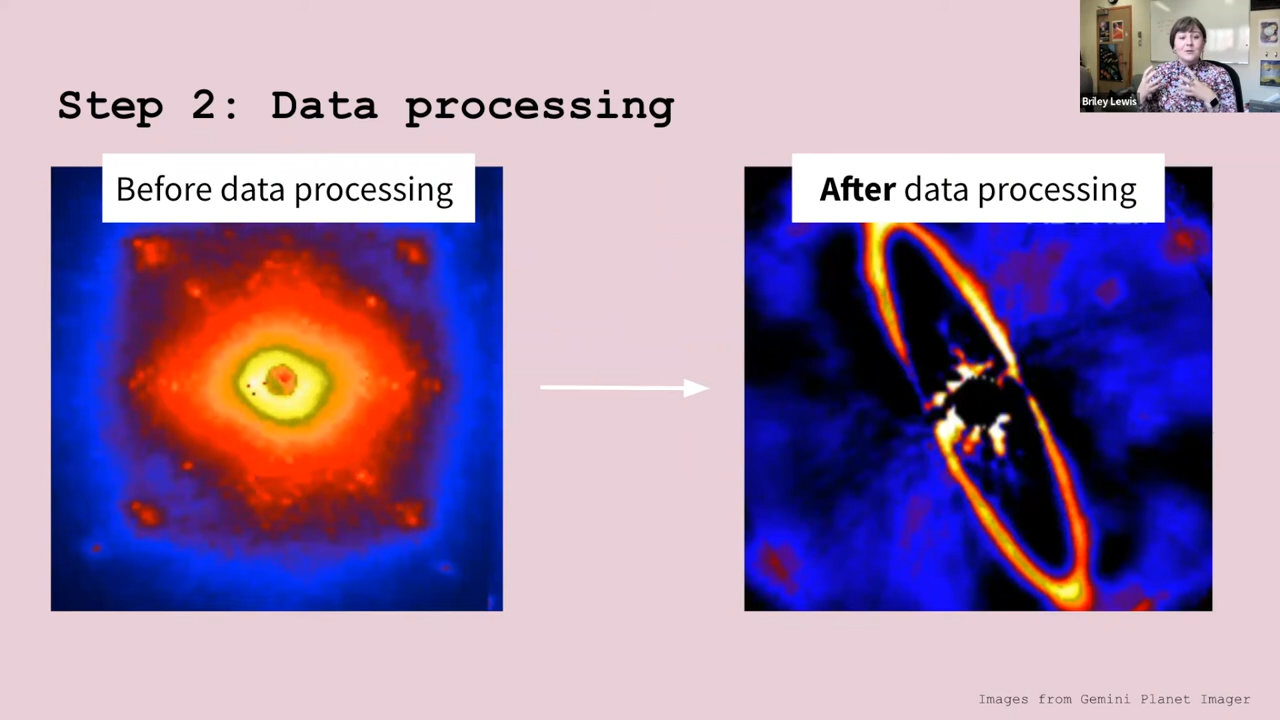 Step 2: Data processing
Briley Lewis
Before data processing
After data processing
Images from Gemini Planet Imager